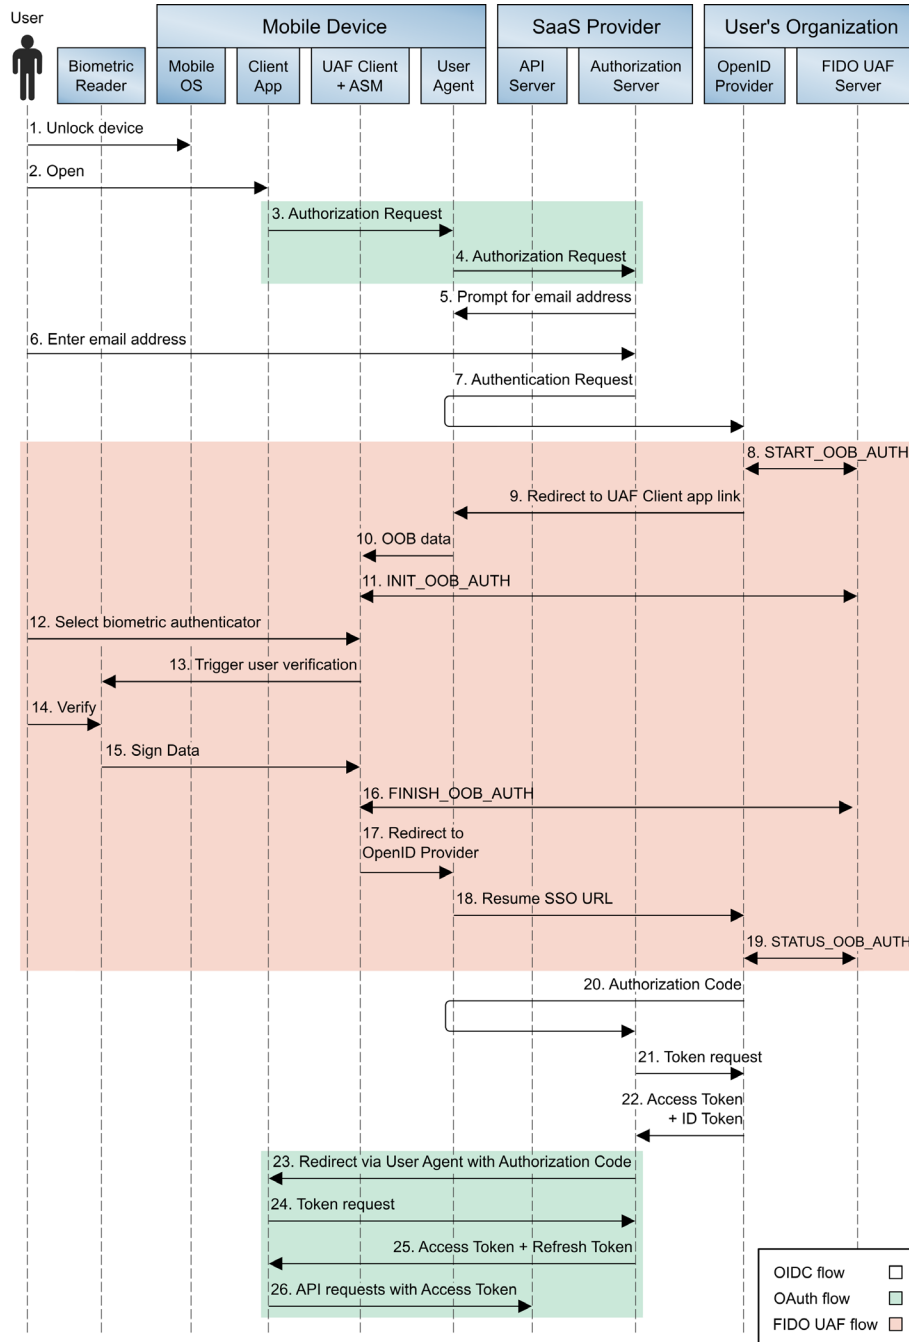 User
Mobile Device
SaaS Provider
User's Organization
Biometric
Reader
Mobile
OS
Client
App
UAF Client
+ ASM
User
Agent
API
Server
Authorization
Server
OpenID
Provider
FIDO UAF
Server
1. Unlock device
2. Open
3. Authorization Request
4. Authorization Request
5. Prompt for email address
6. Enter email address
7. Authentication Request
8. START_OOB_AUTH
9. Redirect to UAF Client app link
10. OOB data
11. INIT_OOB_AUTH
12. Select biometric authenticator
13. Trigger user verification
14. Verify
15. Sign Data
16. FINISH_OOB_AUTH
17. Redirect to
OpenID Provider
18. Resume SSO URL
19. STATUS_OOB_AUTH
20. Authorization Code
21. Token request
22. Access Token
+ ID Token
23. Redirect via User Agent with Authorization Code
24. Token request
25. Access Token + Refresh Token
26. API requests with Access Token
OIDC flow
OAuth flow
FIDO UAF flow